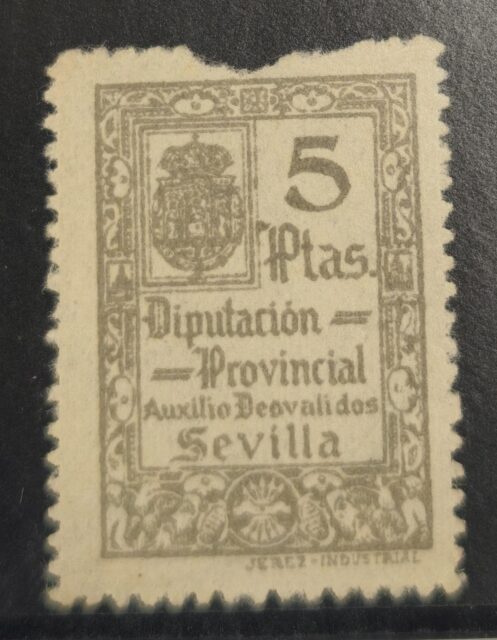 5
Ptas.
Diputación =
= Provincial
Auxilio Desvalidos
Sevilla
JEREZ-INDUSTRIAL